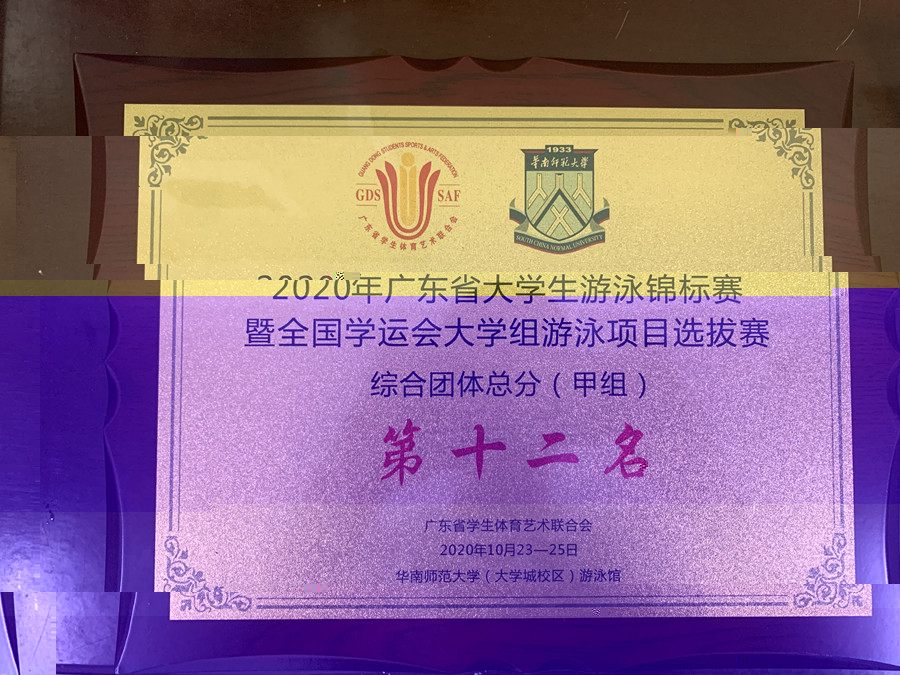 GUANG DONG STUDENTS SPORTS & ARTS FEDERATION
GDS SAF
广东省学生体育艺术联合会
1933
华南师范大学
SOUTH CHINA NORMAL UNIVERSITY
2020年广东省大学生游泳锦标赛
暨全国学运会大学组游泳项目选拔赛
综合团体总分（甲组）
第十二名
广东省学生体育艺术联合会
2020年10月23—25日
华南师范大学（大学城校区）游泳馆